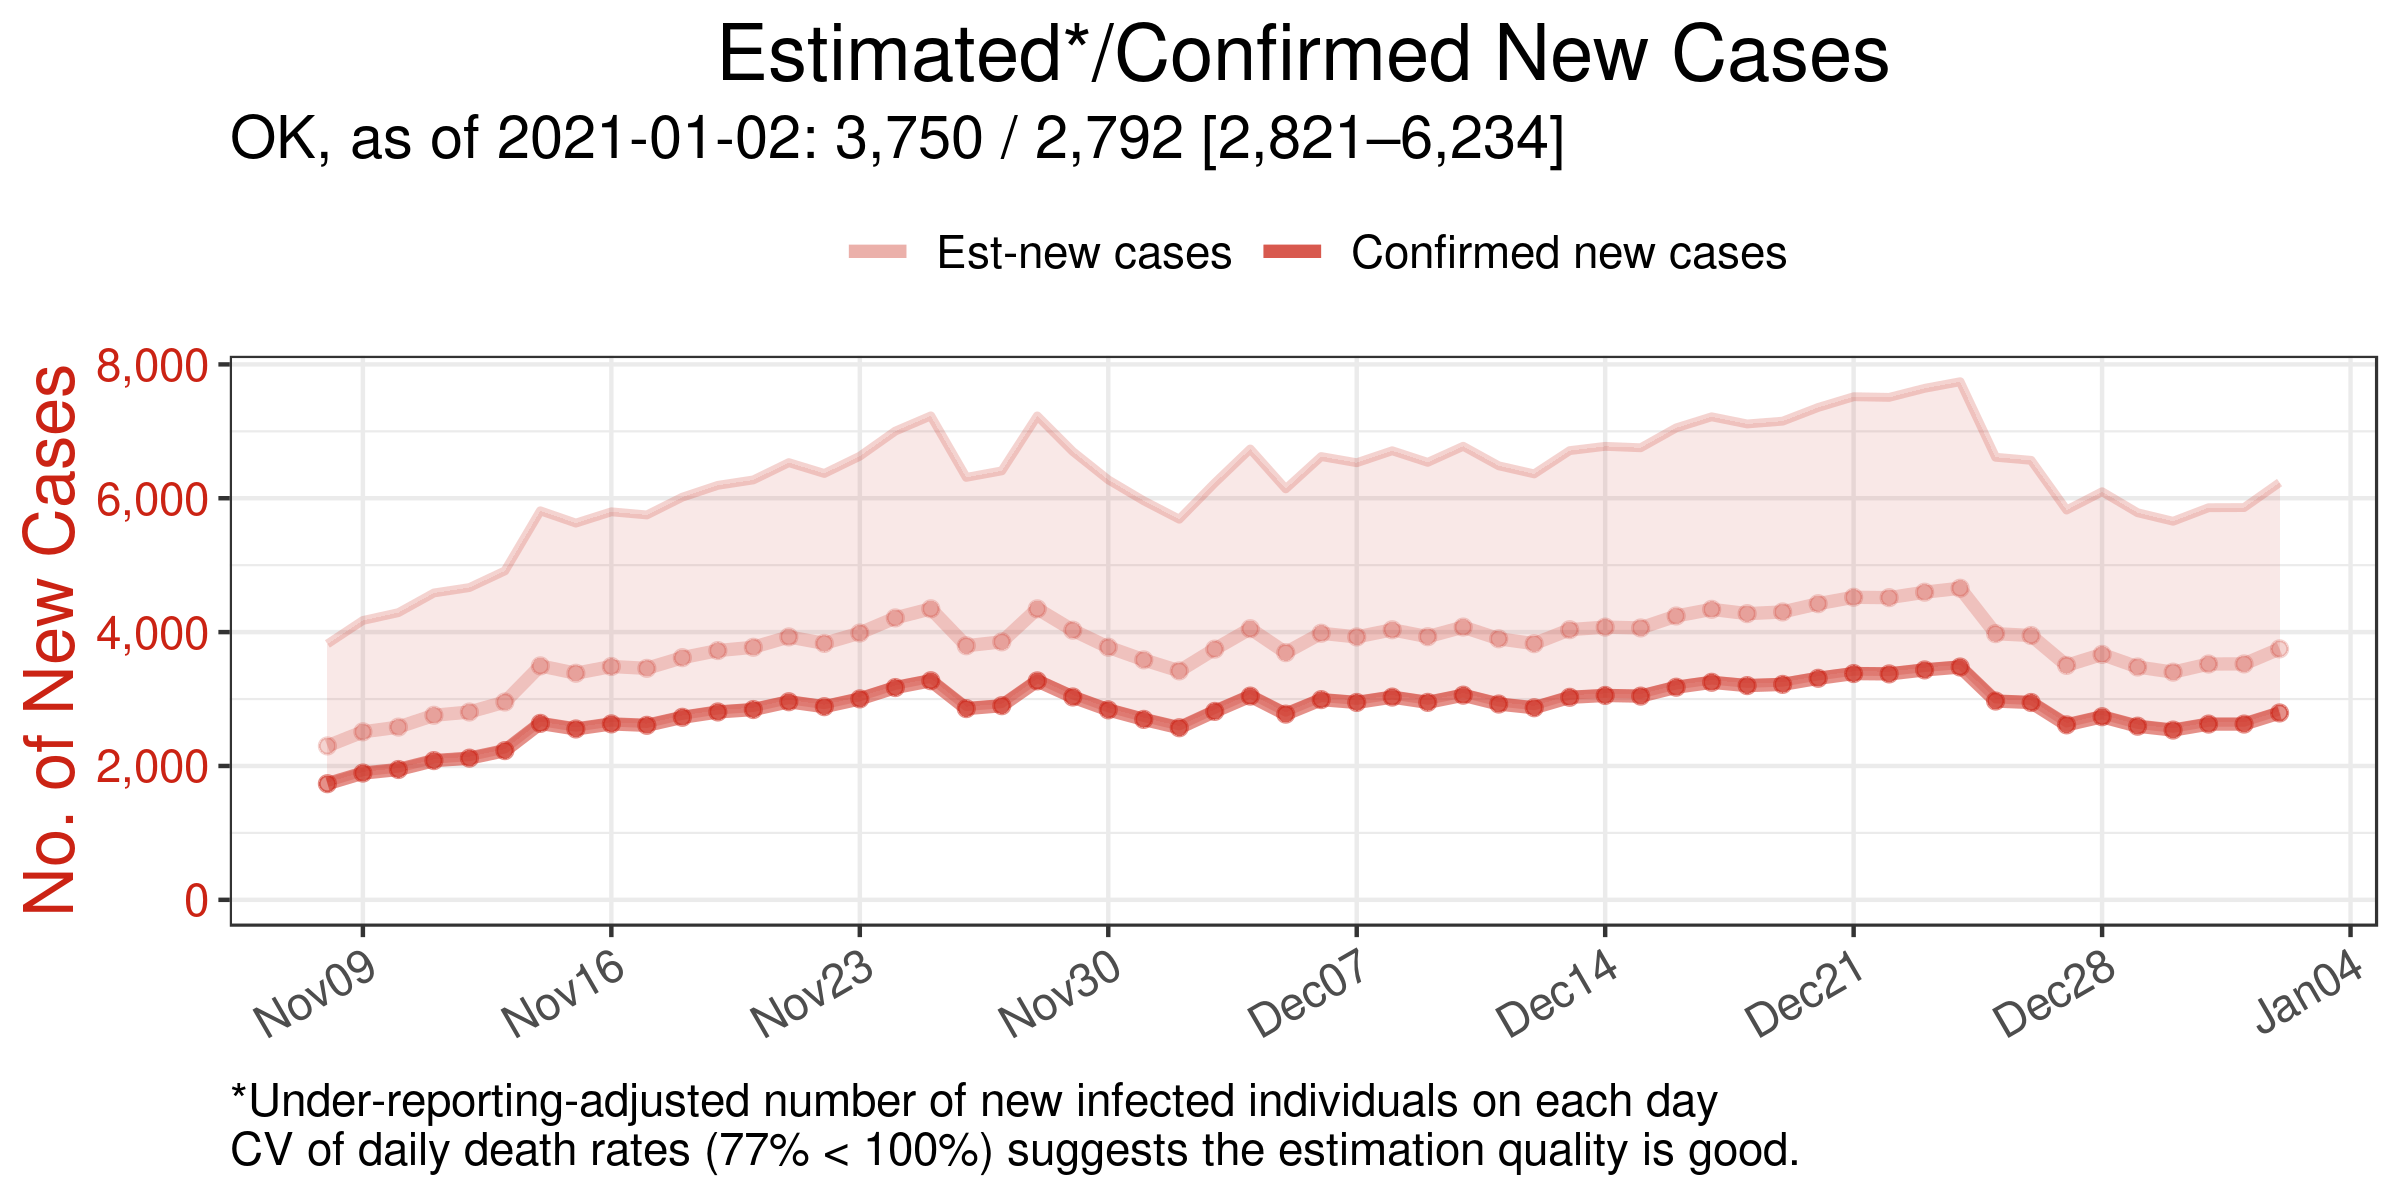 Estimated*/Confirmed New Cases
OK, as of 2021-01-02: 3,750 / 2,792 [2,821–6,234]
Est-new cases Confirmed new cases
No. of New Cases
8,000
6,000
4,000
2,000
0
Nov09 Nov16 Nov23 Nov30 Dec07 Dec14 Dec21 Dec28 Jan04
*Under-reporting-adjusted number of new infected individuals on each day
CV of daily death rates (77% < 100%) suggests the estimation quality is good.